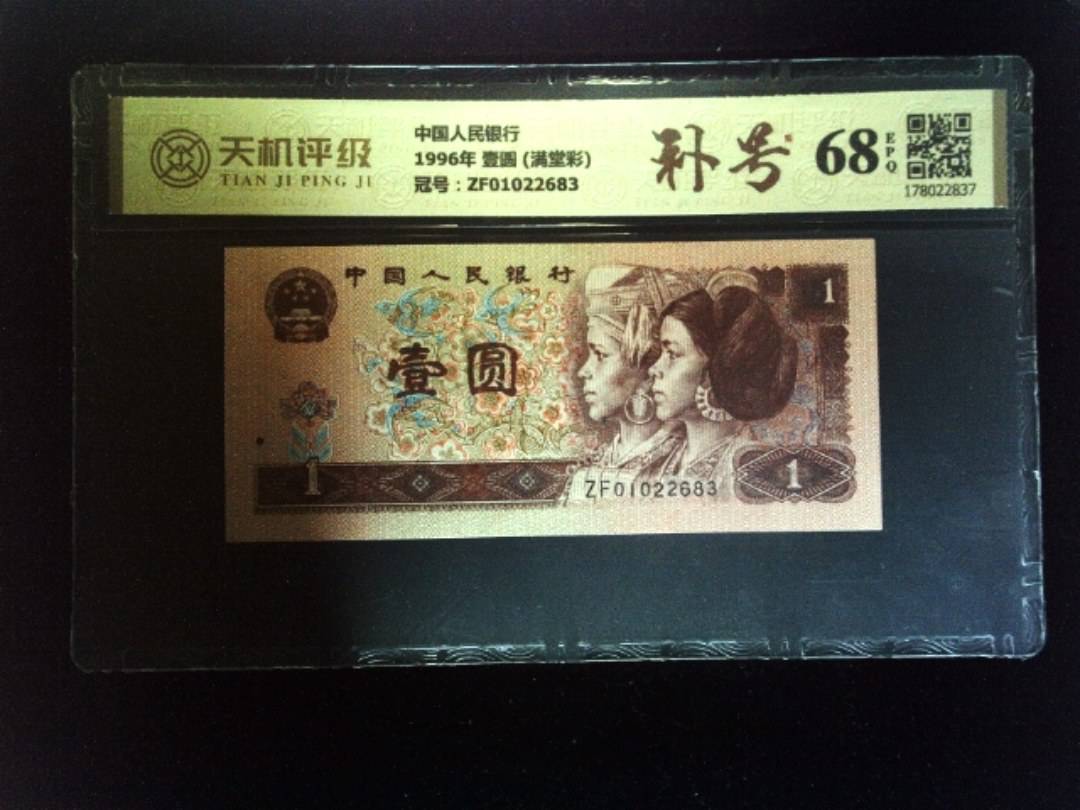 天机评级
TIAN JI PING JI
中国人民银行
1996年 壹圆 (满堂彩)
冠号：ZF01022683
补号
68
EPQ
178022837
中国人民银行
1
壹圆
1
ZF01022683
1